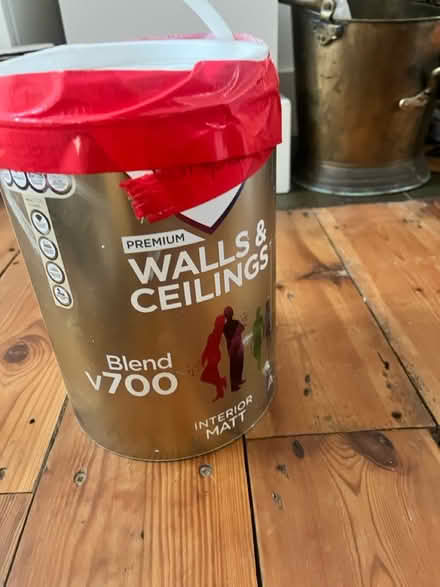 PREMIUM
WALLS &
CEILINGS
Blend
v700
INTERIOR
MATT